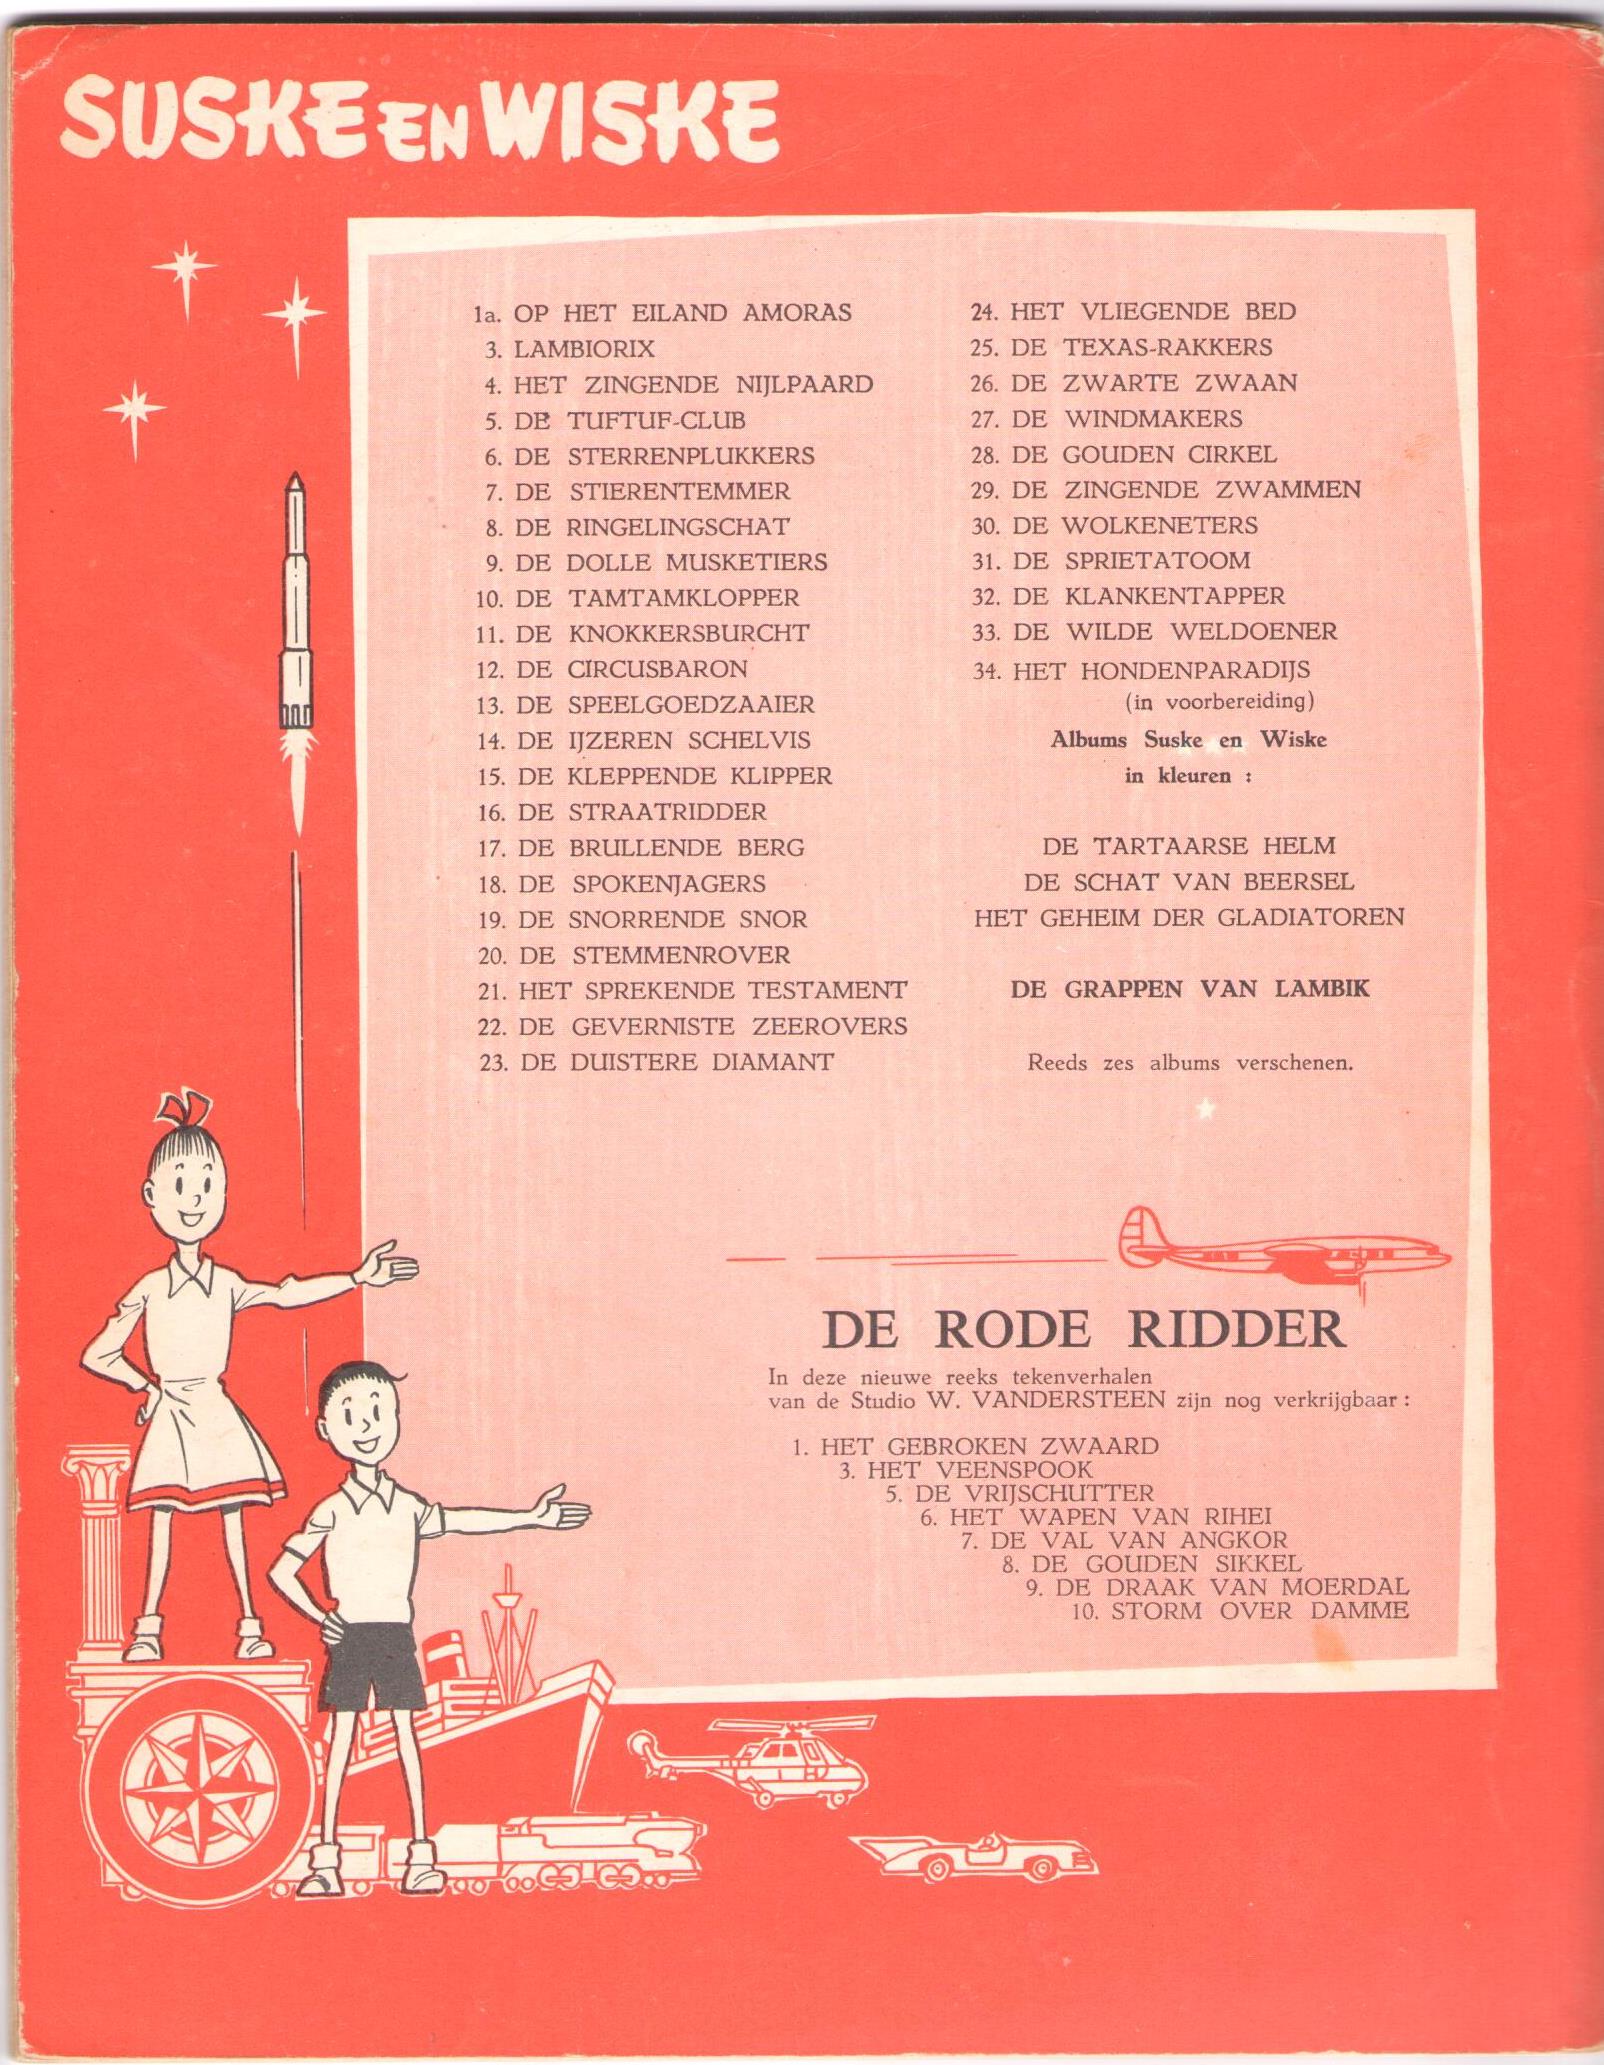 SUSKE EN WISKE
1a. OP HET EILAND AMORAS
3. LAMBIORIX
4. HET ZINGENDE NIJLPAARD
5. DE TUFTUF-CLUB
6. DE STERRENPLUKKERS
7. DE STIERENTEMMER
8. DE RINGELINGSCHAT
9. DE DOLLE MUSKETIERS
10. DE TAMTAMKLOPPER
11. DE KNOKKERSBURCHT
12. DE CIRCUSBARON
13. DE SPEELGOEDZAAIER
14. DE IJZEREN SCHELVIS
15. DE KLEPPENDE KLIPPER
16. DE STRAATRIDDER
17. DE BRULLENDE BERG
18. DE SPOKENJAGERS
19. DE SNORRENDE SNOR
20. DE STEMMENROVER
21. HET SPREKENDE TESTAMENT
22. DE GEVERNISTE ZEEROVERS
23. DE DUISTERE DIAMANT
24. HET VLIEGENDE BED
25. DE TEXAS-RAKKERS
26. DE ZWARTE ZWAAN
27. DE WINDMAKERS
28. DE GOUDEN CIRKEL
29. DE ZINGENDE ZWAMMEN
30. DE WOLKENETERS
31. DE SPRIETATOOM
32. DE KLANKENTAPPER
33. DE WILDE WELDOENER
34. HET HONDENPARADIJS
(in voorbereiding)
Albums Suske en Wiske
in kleuren :
DE TARTAARSE HELM
DE SCHAT VAN BEERSEL
HET GEHEIM DER GLADIATOREN
DE GRAPPEN VAN LAMBIK
Reeds zes albums verschenen.
DE RODE RIDDER
In deze nieuwe reeks tekenverhalen
van de Studio W. VANDERSTEEN zijn nog verkrijgbaar :
1. HET GEBROKEN ZWAARD
3. HET VEENSPOOK
5. DE VRIJSCHUTTER
6. HET WAPEN VAN RIHEI
7. DE VAL VAN ANGKOR
8. DE GOUDEN SIKKEL
9. DE DRAAK VAN MOERDAL
10. STORM OVER DAMME